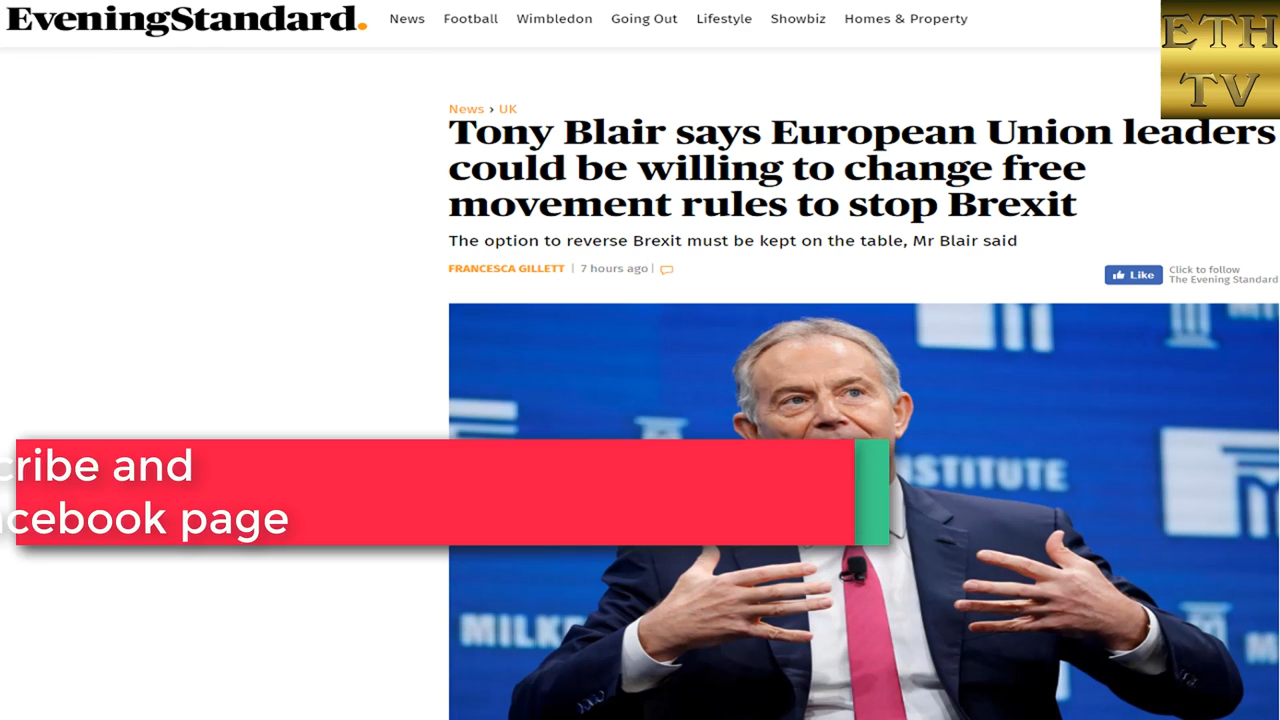 EveningStandard.
News Football Wimbledon Going Out Lifestyle Showbiz Homes & Property
ETH
TV
News › UK
Tony Blair says European Union leaders
could be willing to change free
movement rules to stop Brexit
The option to reverse Brexit must be kept on the table, Mr Blair said
FRANCESCA GILLETT | 7 hours ago |
Like
Click to follow
The Evening Standard
cribe and
cebook page
NSTITUTE
MILK